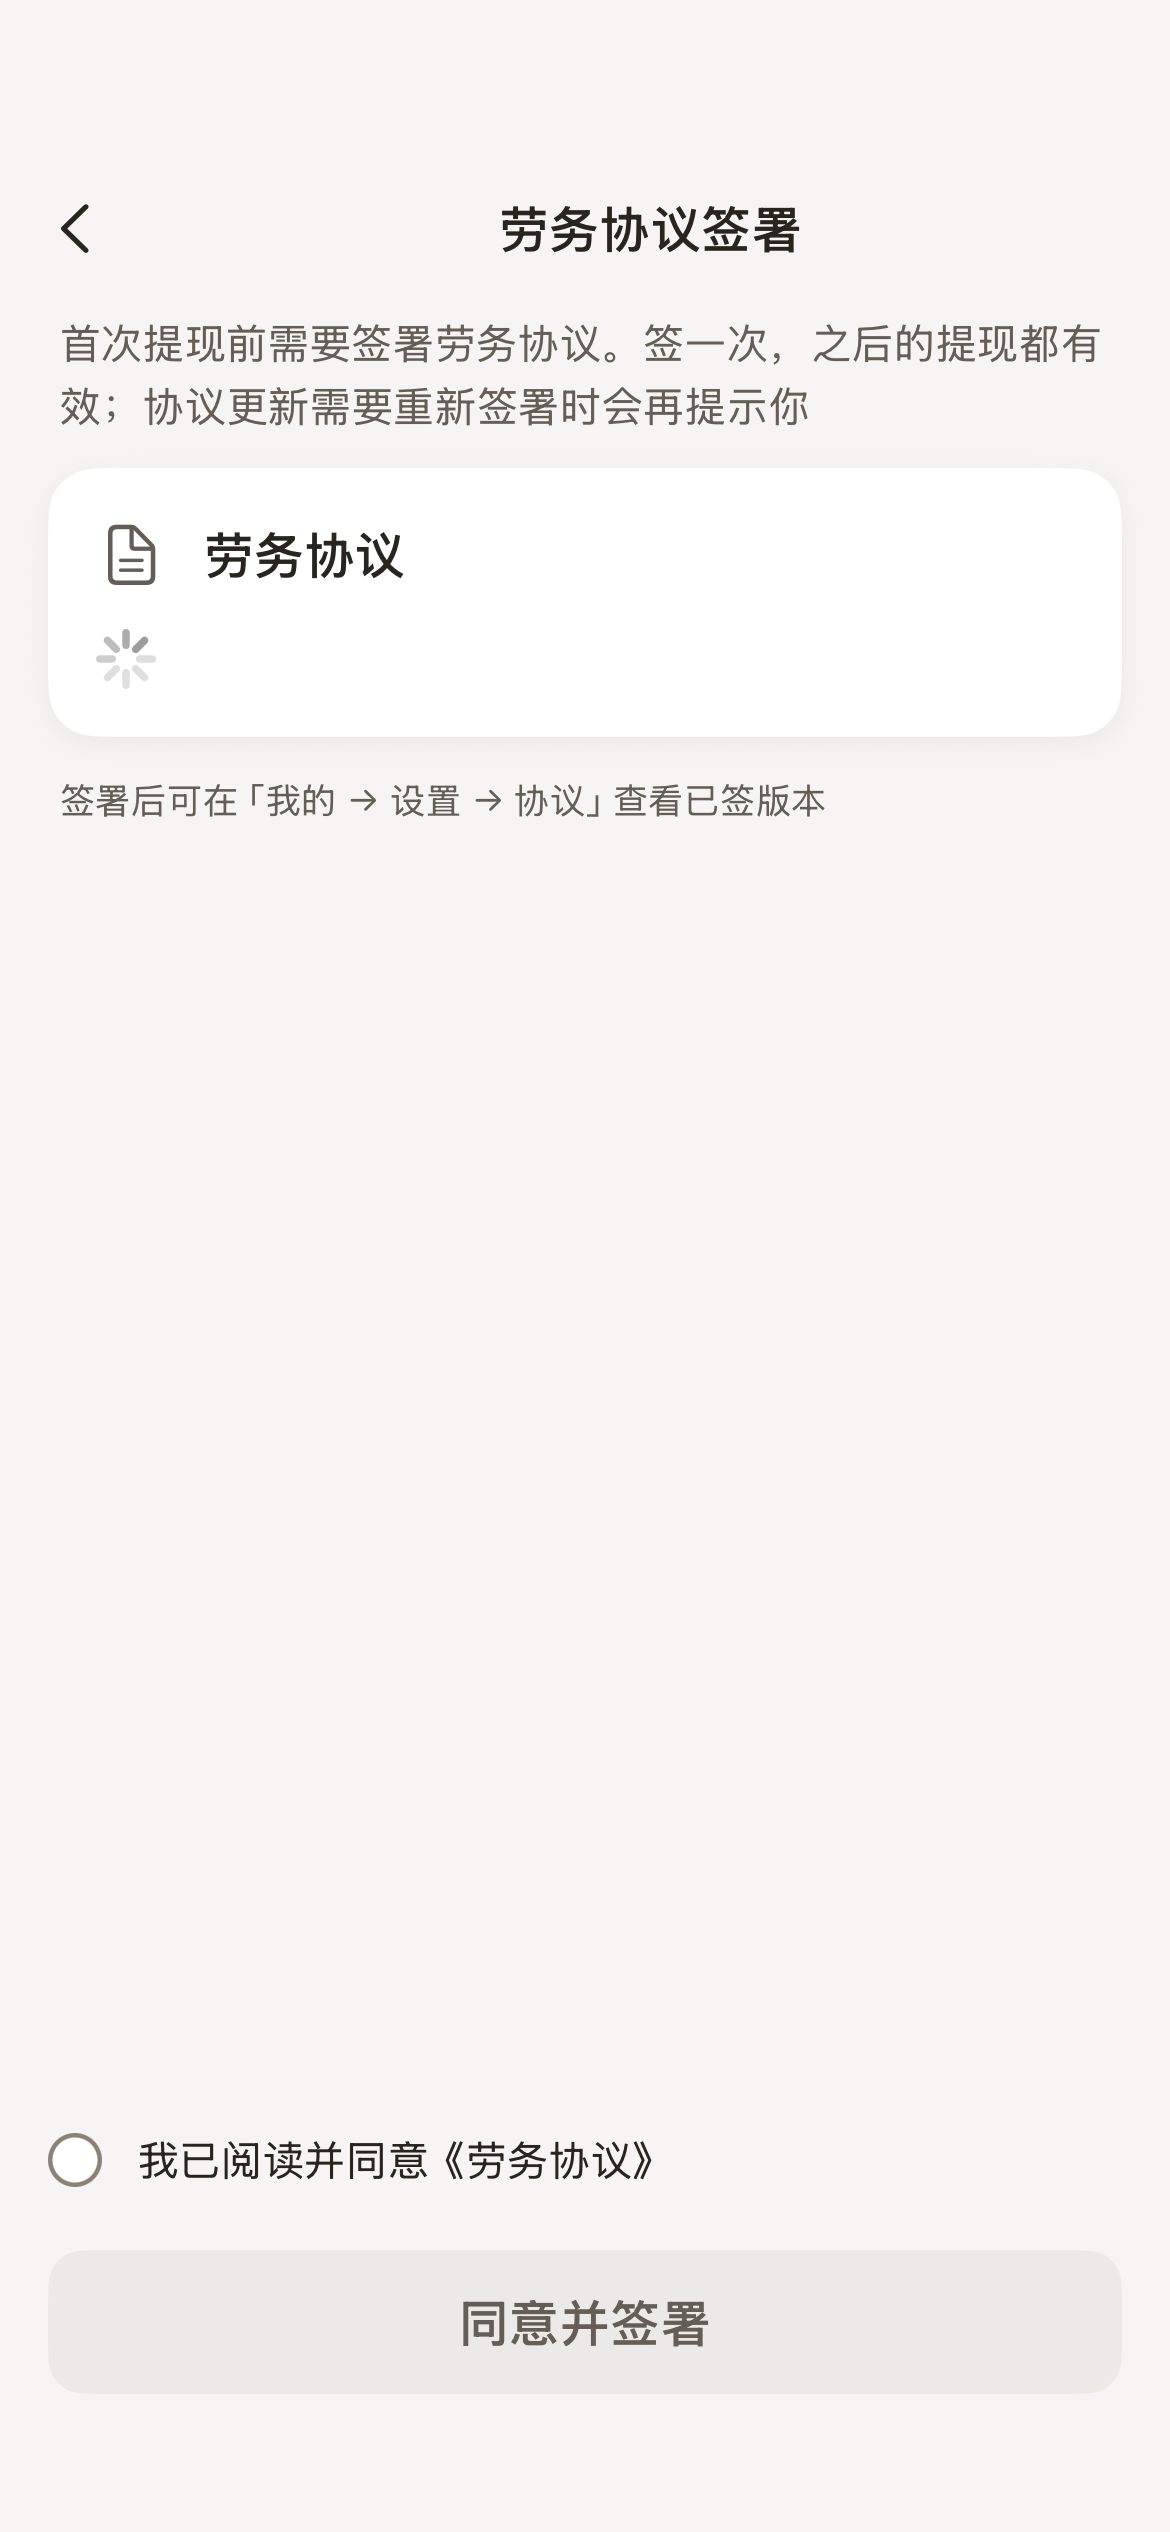 劳务协议签署
首次提现前需要签署劳务协议。签一次，之后的提现都有
效；协议更新需要重新签署时会再提示你
劳务协议
签署后可在「我的 → 设置 → 协议」查看已签版本
我已阅读并同意《劳务协议》
同意并签署